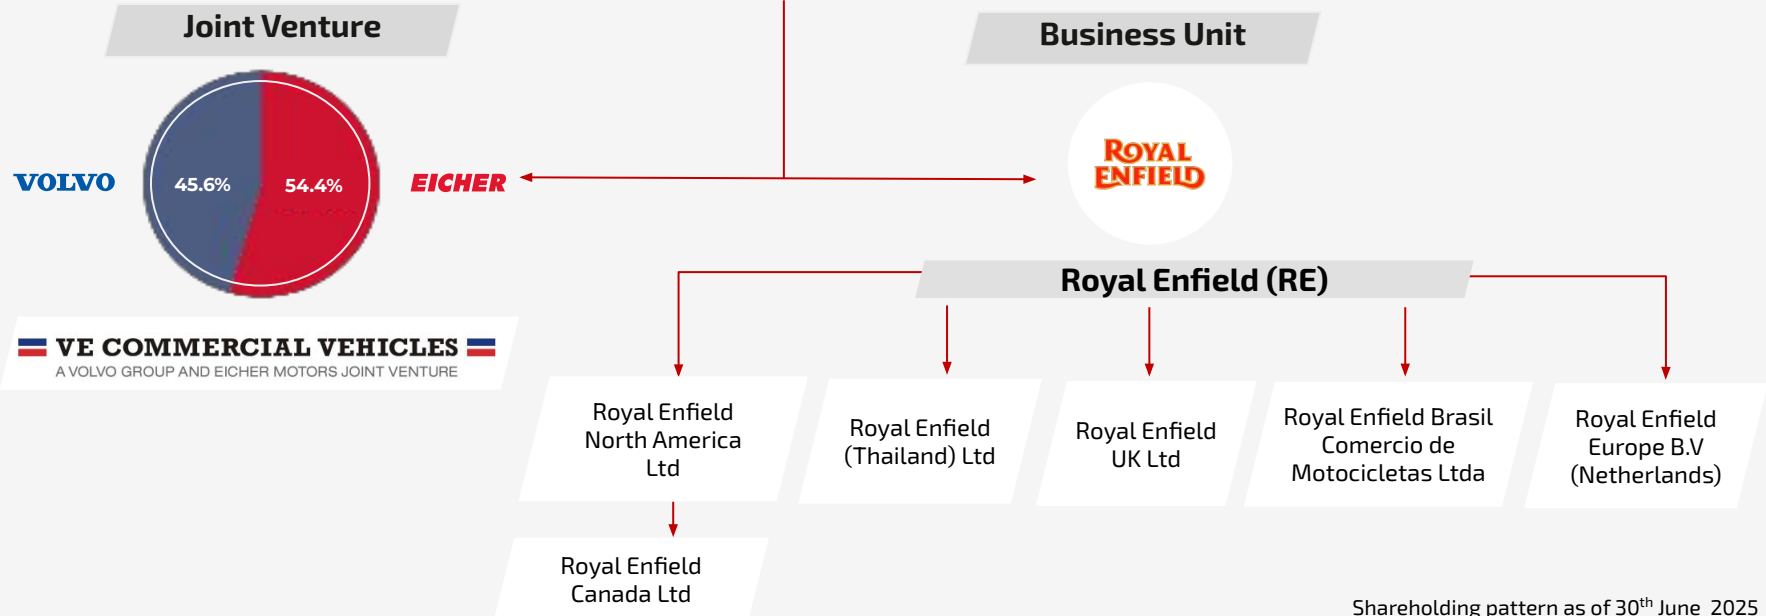 Joint Venture
Business Unit
VOLVO
45.6%
54.4%
EICHER
ROYAL
ENFIELD
VE COMMERCIAL VEHICLES
A VOLVO GROUP AND EICHER MOTORS JOINT VENTURE
Royal Enfield (RE)
Royal Enfield
North America
Ltd
Royal Enfield
(Thailand) Ltd
Royal Enfield
UK Ltd
Royal Enfield Brasil
Comercio de
Motocicletas Ltda
Royal Enfield
Europe B.V
(Netherlands)
Royal Enfield
Canada Ltd
Shareholding pattern as of 30th June 2025